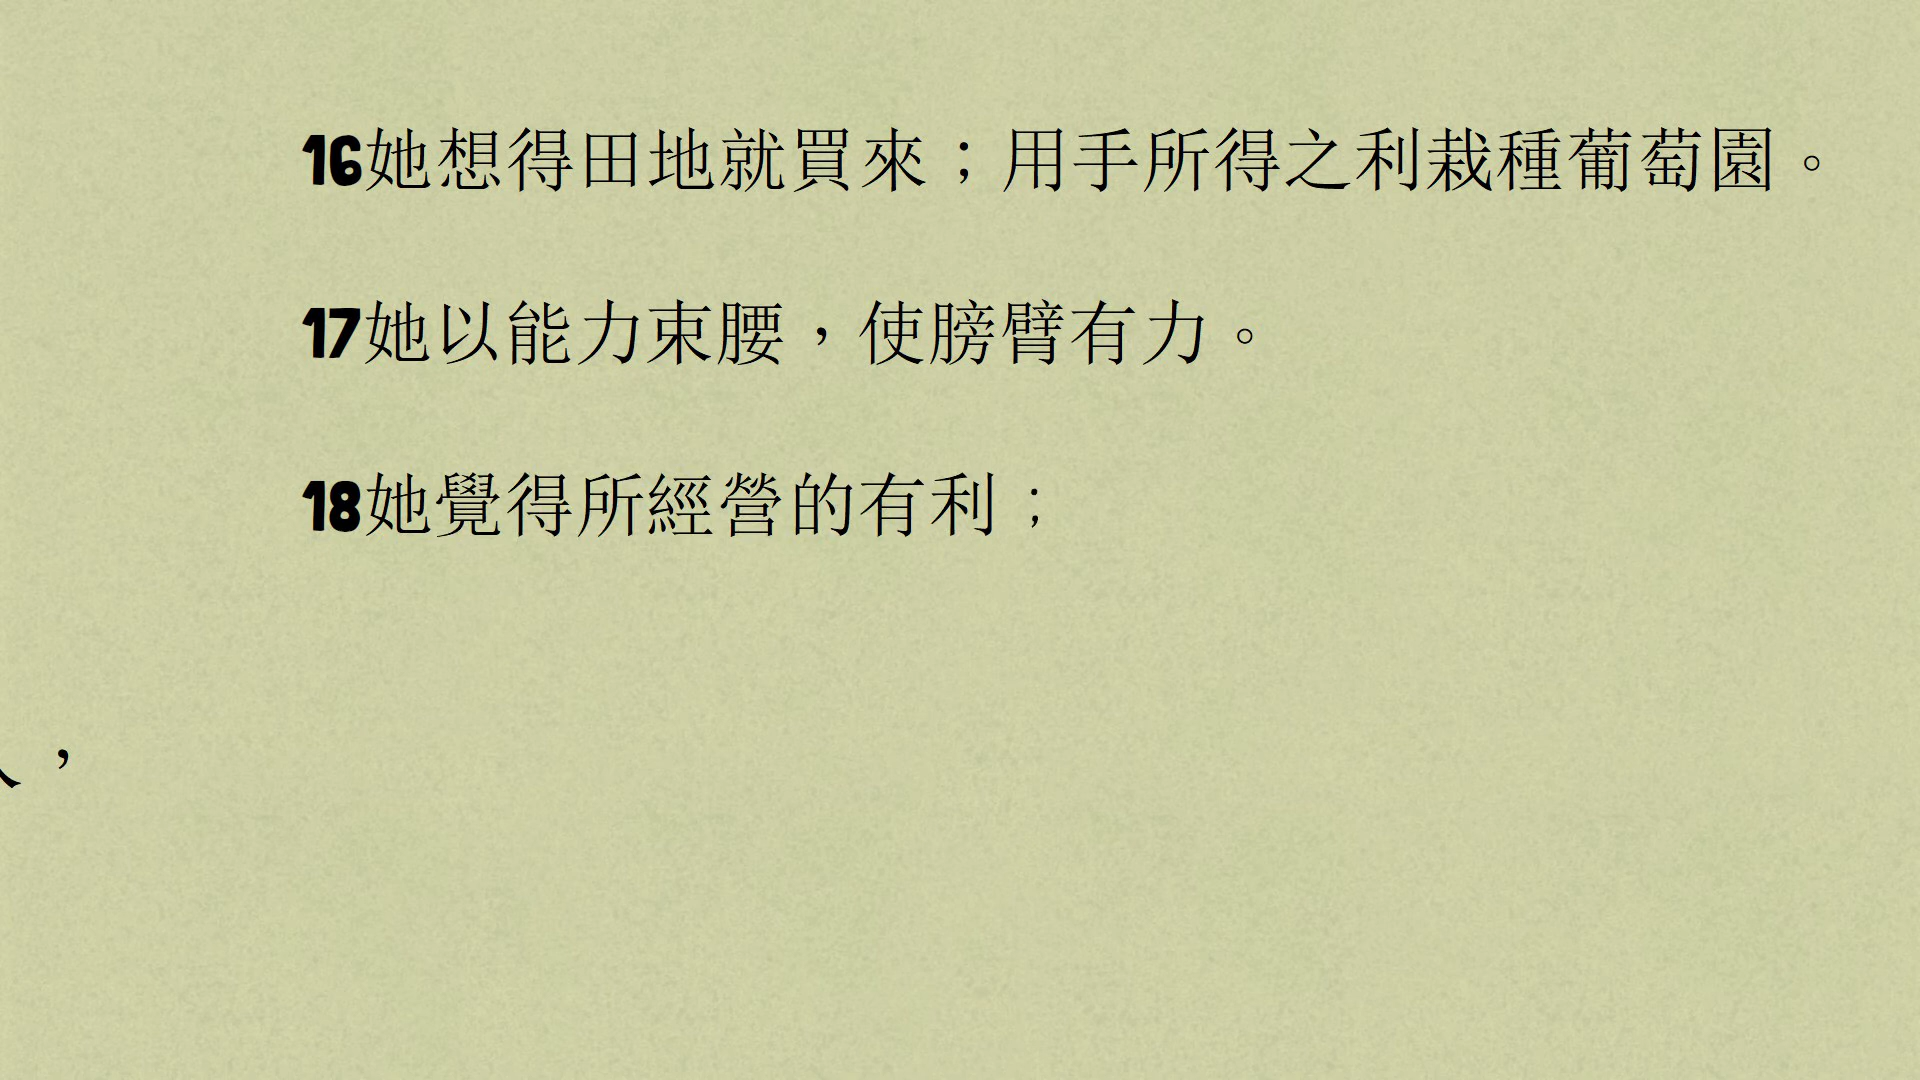 16她想得田地就買來；用手所得之利栽種葡萄園。
17她以能力束腰，使膀臂有力。
18她覺得所經營的有利；
，